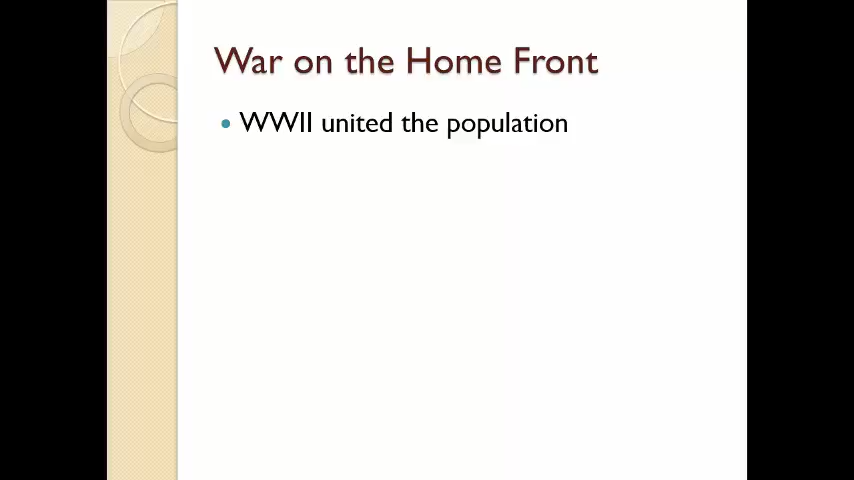 War on the Home Front
• WWII united the population